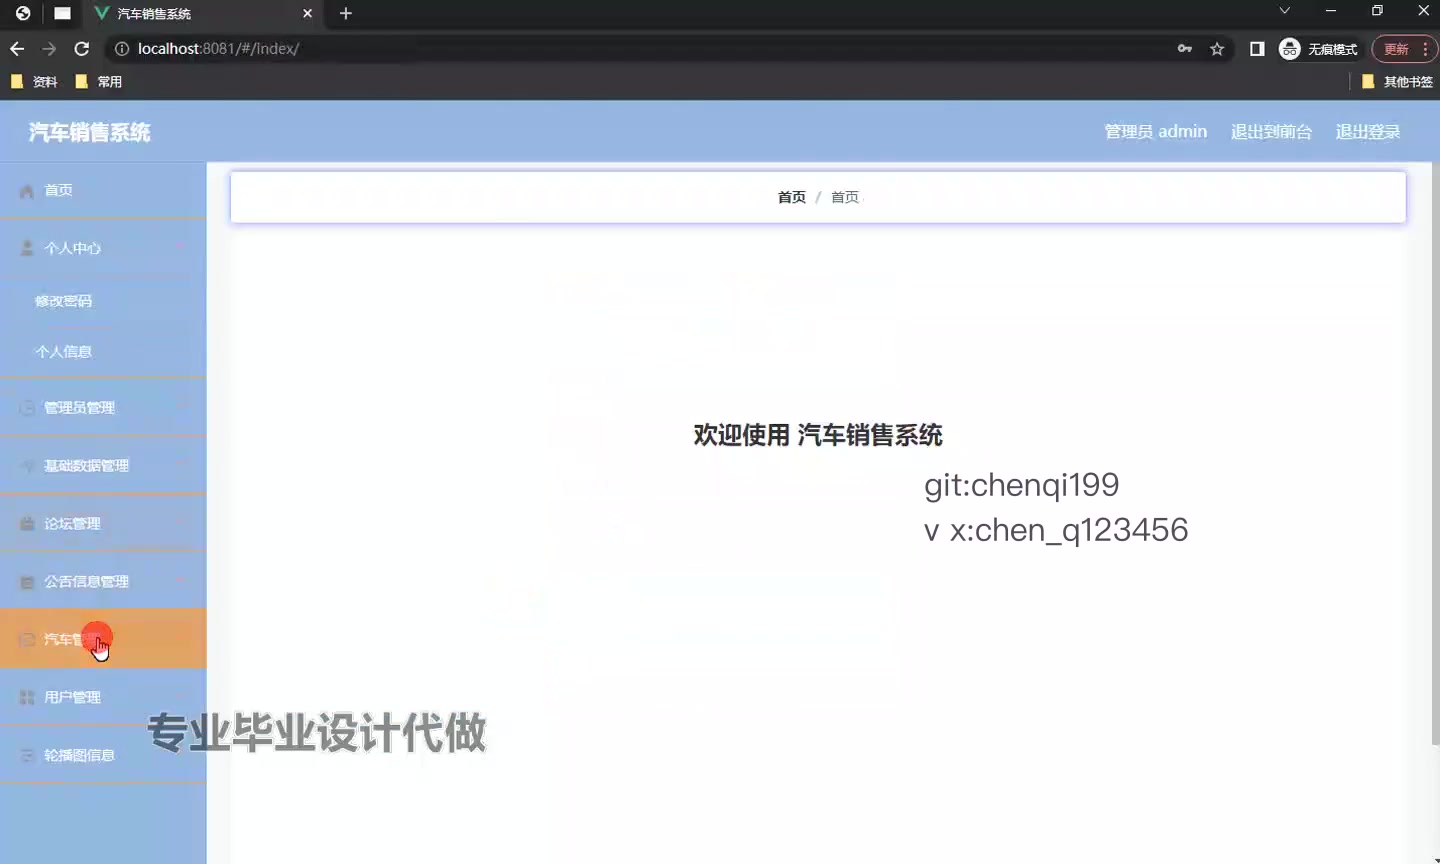 汽车销售系统
localhost:8081/#/index/
无痕模式
更新
资料
常用
其他书签
汽车销售系统
管理员 admin
退出到前台
退出登录
首页
首页 / 首页
个人中心
修改密码
个人信息
管理员管理
基础数据管理
论坛管理
公告信息管理
汽车管理
用户管理
轮播图信息
欢迎使用 汽车销售系统
git:chenqi199
v x:chen_q123456
专业毕业设计代做